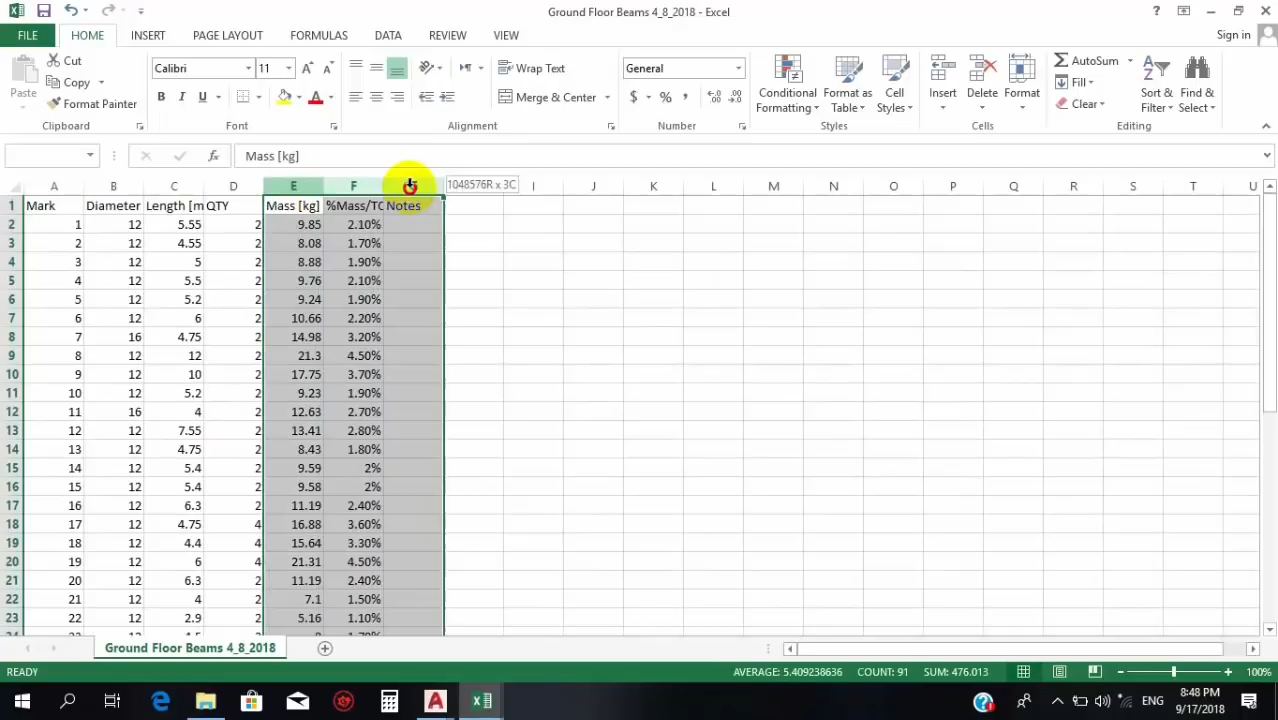 Ground Floor Beams 4_8_2018 - Excel
FILE HOME INSERT PAGE LAYOUT FORMULAS DATA REVIEW VIEW Sign in
Cut
Copy
Format Painter
Paste
Clipboard
Calibri 11
B I U A
Font
Wrap Text
Merge & Center
Alignment
General
$ % ,
Number
Conditional Formatting
Format as Table
Cell Styles
Styles
Insert Delete Format
Cells
AutoSum
Fill
Clear
Sort & Filter
Find & Select
Editing
fx Mass [kg]
1048576R x 3C
A B C D E F I J K L M N O P Q R S T U
1 Mark Diameter Length [m QTY Mass [kg] %Mass/TO Notes
2 1 12 5.55 2 9.85 2.10%
3 2 12 4.55 2 8.08 1.70%
4 3 12 5 2 8.88 1.90%
5 4 12 5.5 2 9.76 2.10%
6 5 12 5.2 2 9.24 1.90%
7 6 12 6 2 10.66 2.20%
8 7 16 4.75 2 14.98 3.20%
9 8 12 12 2 21.3 4.50%
10 9 12 10 2 17.75 3.70%
11 10 12 5.2 2 9.23 1.90%
12 11 16 4 2 12.63 2.70%
13 12 12 7.55 2 13.41 2.80%
14 13 12 4.75 2 8.43 1.80%
15 14 12 5.4 2 9.59 2%
16 15 12 5.4 2 9.58 2%
17 16 12 6.3 2 11.19 2.40%
18 17 12 4.75 4 16.88 3.60%
19 18 12 4.4 4 15.64 3.30%
20 19 12 6 4 21.31 4.50%
21 20 12 6.3 2 11.19 2.40%
22 21 12 4 2 7.1 1.50%
23 22 12 2.9 2 5.16 1.10%
Ground Floor Beams 4_8_2018
READY AVERAGE: 5.409238636 COUNT: 91 SUM: 476.013 100%
ENG
8:48 PM
9/17/2018